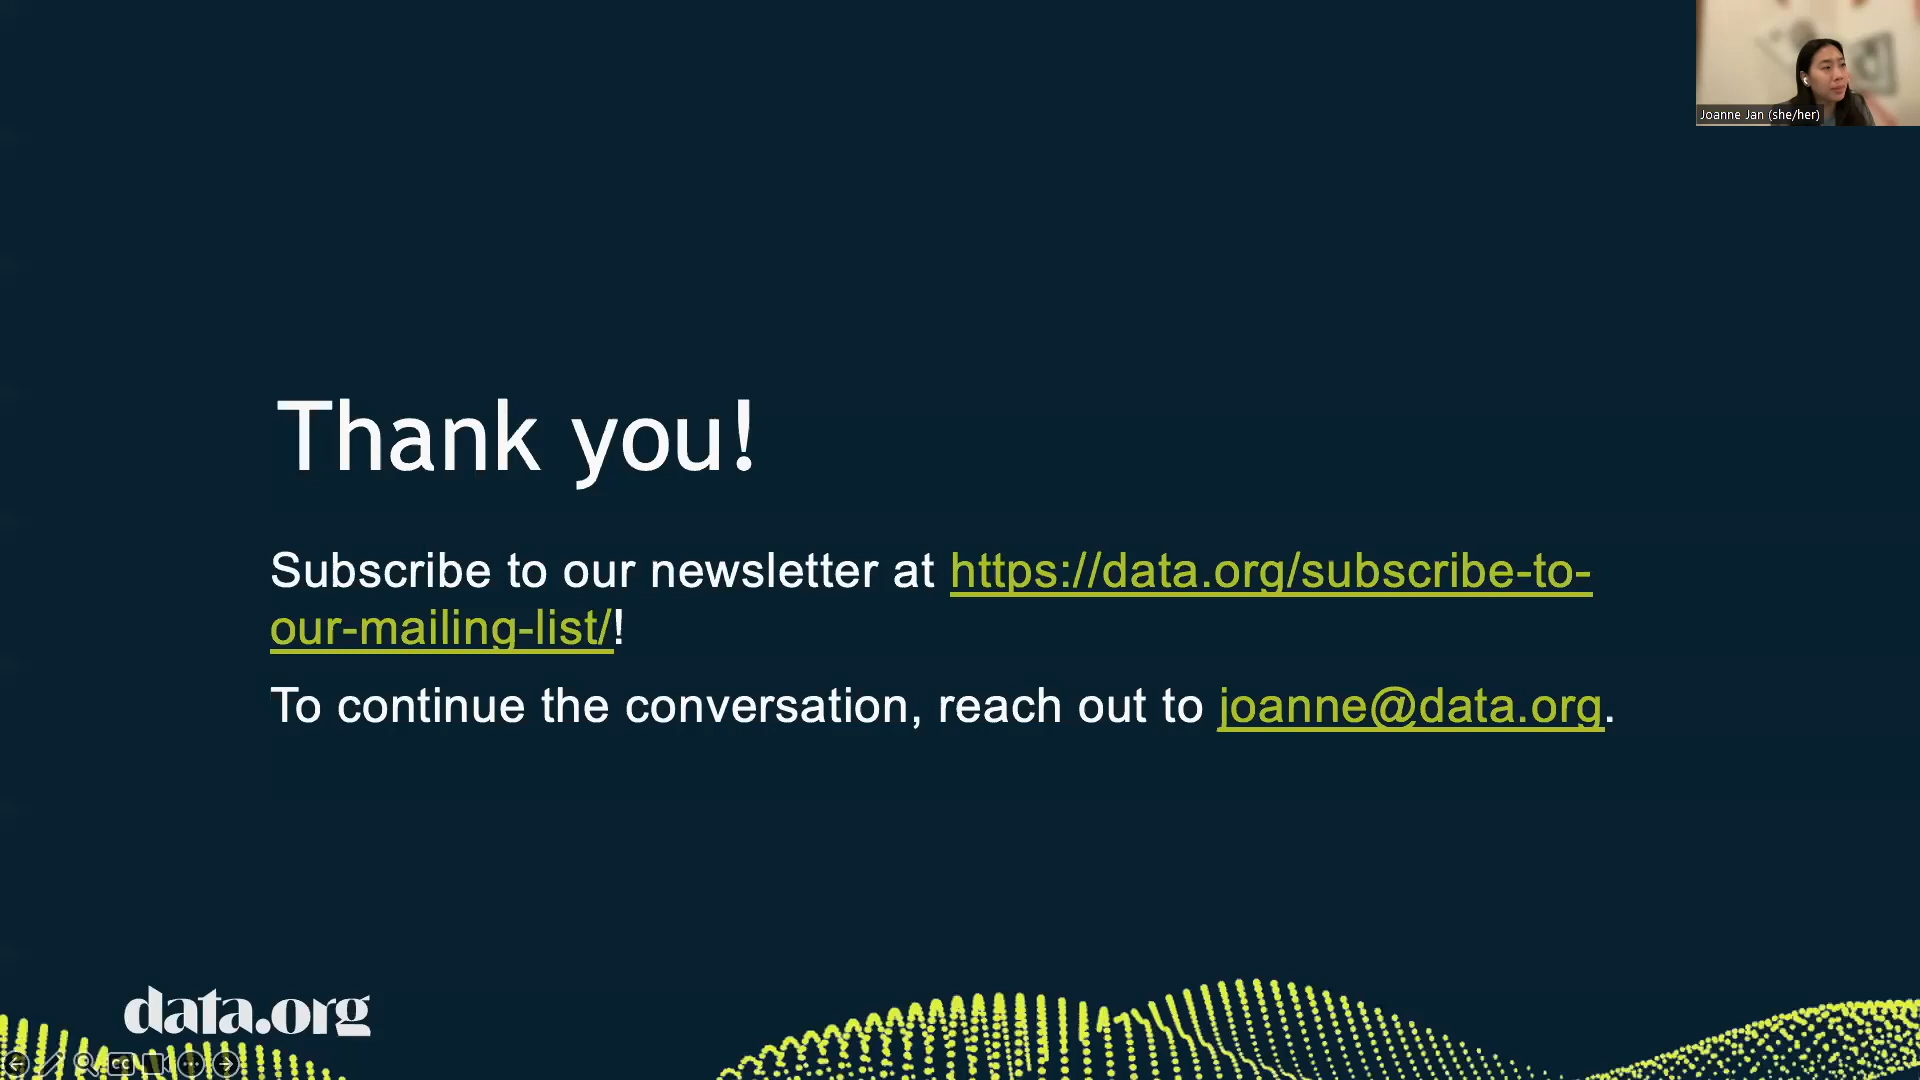 Joanne Jan (she/her)
Thank you!
Subscribe to our newsletter at https://data.org/subscribe-to-
our-mailing-list/!
To continue the conversation, reach out to joanne@data.org.
data.org
CC